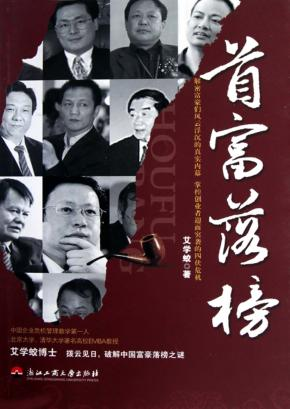 首富落榜
SHOUFU
解密富豪们风云浮沉的真实内幕 掌控创业者迎面突袭的四伏危机
艾学蛟 著
中国企业危机管理教学第一人
北京大学、清华大学著名高校EMBA教授
艾学蛟博士 拨云见日,破解中国富豪落榜之谜
浙江工商大学出版社